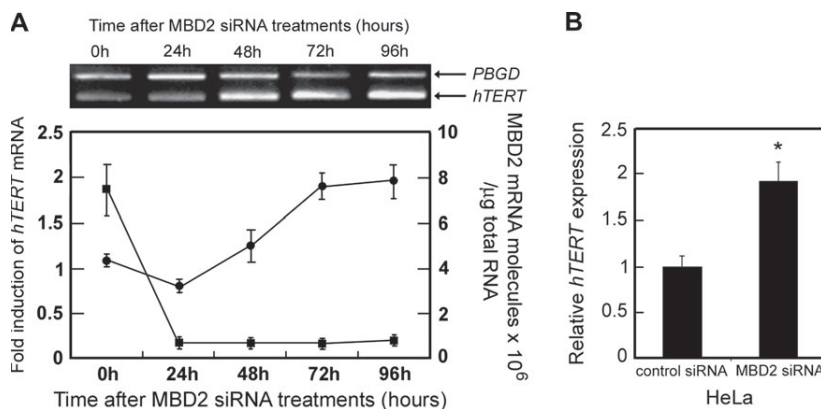 A
Time after MBD2 siRNA treatments (hours)
0h 24h 48h 72h 96h
PBGD
hTERT
Fold induction of hTERT mRNA
2.5
2
1.5
1
0.5
0
10
8
6
4
2
0
MBD2 mRNA molecules x 10⁶
/µg total RNA
0h 24h 48h 72h 96h
Time after MBD2 siRNA treatments (hours)
B
Relative hTERT expression
2.5
2
1.5
1
0.5
0
*
control siRNA MBD2 siRNA
HeLa